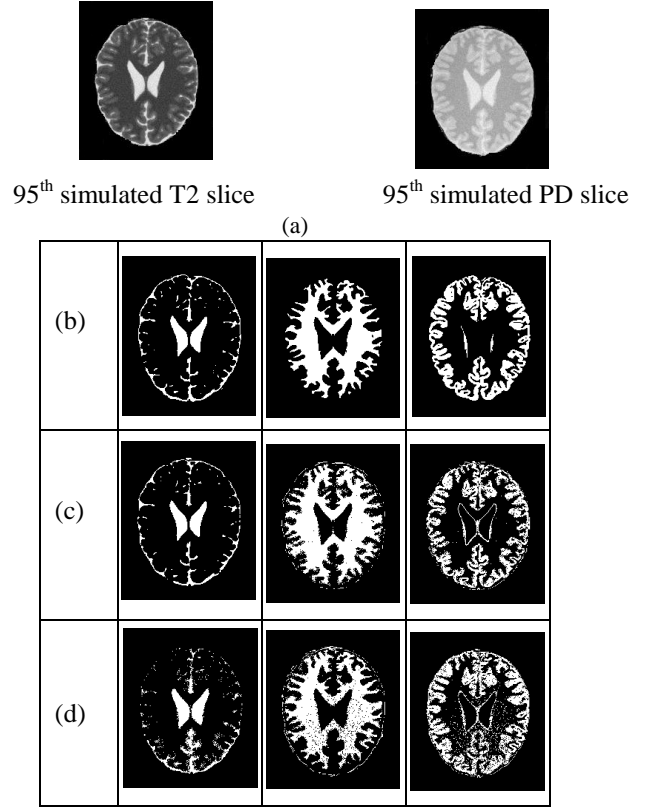 95th simulated T2 slice
95th simulated PD slice
(a)
(b)
(c)
(d)